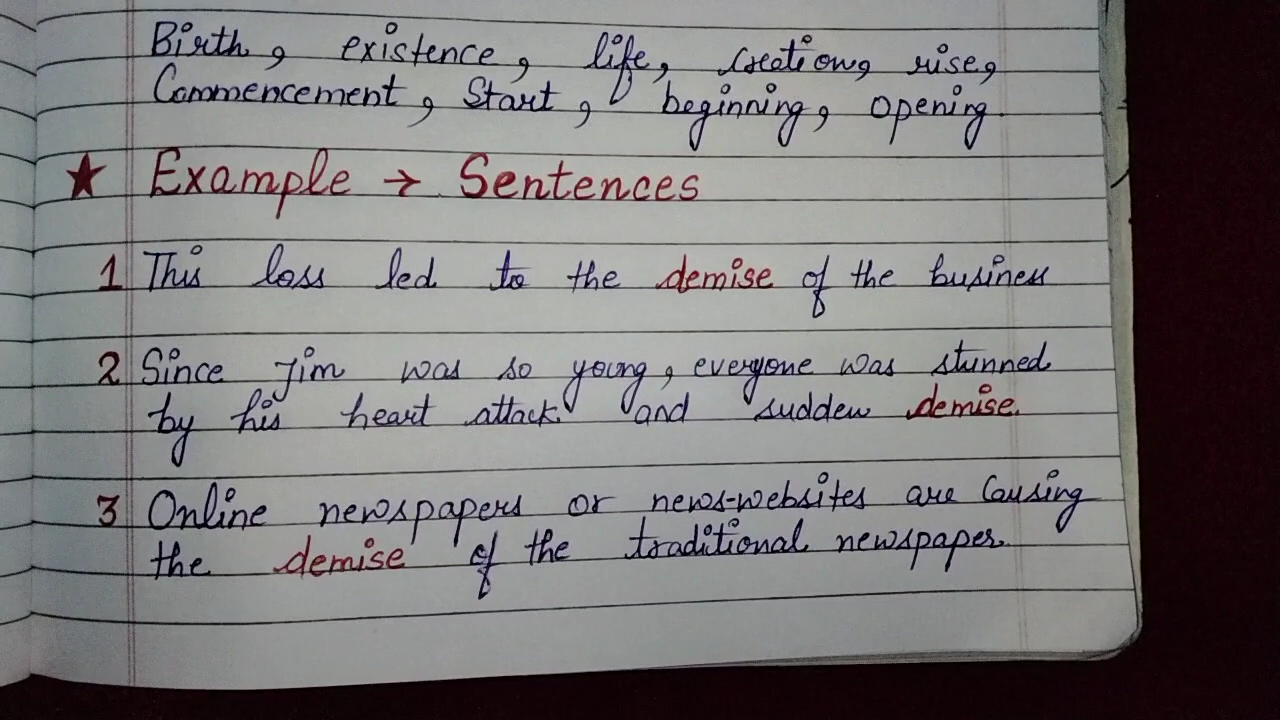 Birth, existence, life, creation, rise,
Commencement, Start, beginning, opening.
★ Example → Sentences
1 This loss led to the demise of the business
2 Since Jim was so young, everyone was stunned
by his heart attack and sudden demise.
3 Online newspapers or news-websites are Causing
the demise of the traditional newspaper.